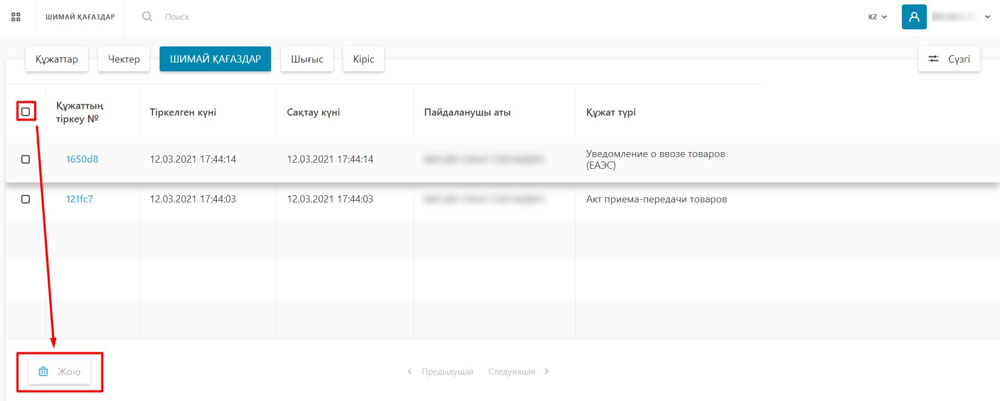 ШИМАЙ ҚАҒАЗДАР
Поиск
KZ
Құжаттар
Чектер
ШИМАЙ ҚАҒАЗДАР
Шығыс
Кіріс
Сүзгі
Құжаттың
тіркеу №
Тіркелген күні
Сақтау күні
Пайдаланушы аты
Құжат түрі
1650d8
12.03.2021 17:44:14
12.03.2021 17:44:14
Уведомление о ввозе товаров
(ЕАЭС)
121fc7
12.03.2021 17:44:03
12.03.2021 17:44:03
Акт приема-передачи товаров
Жою
Предыдущая
Следующая